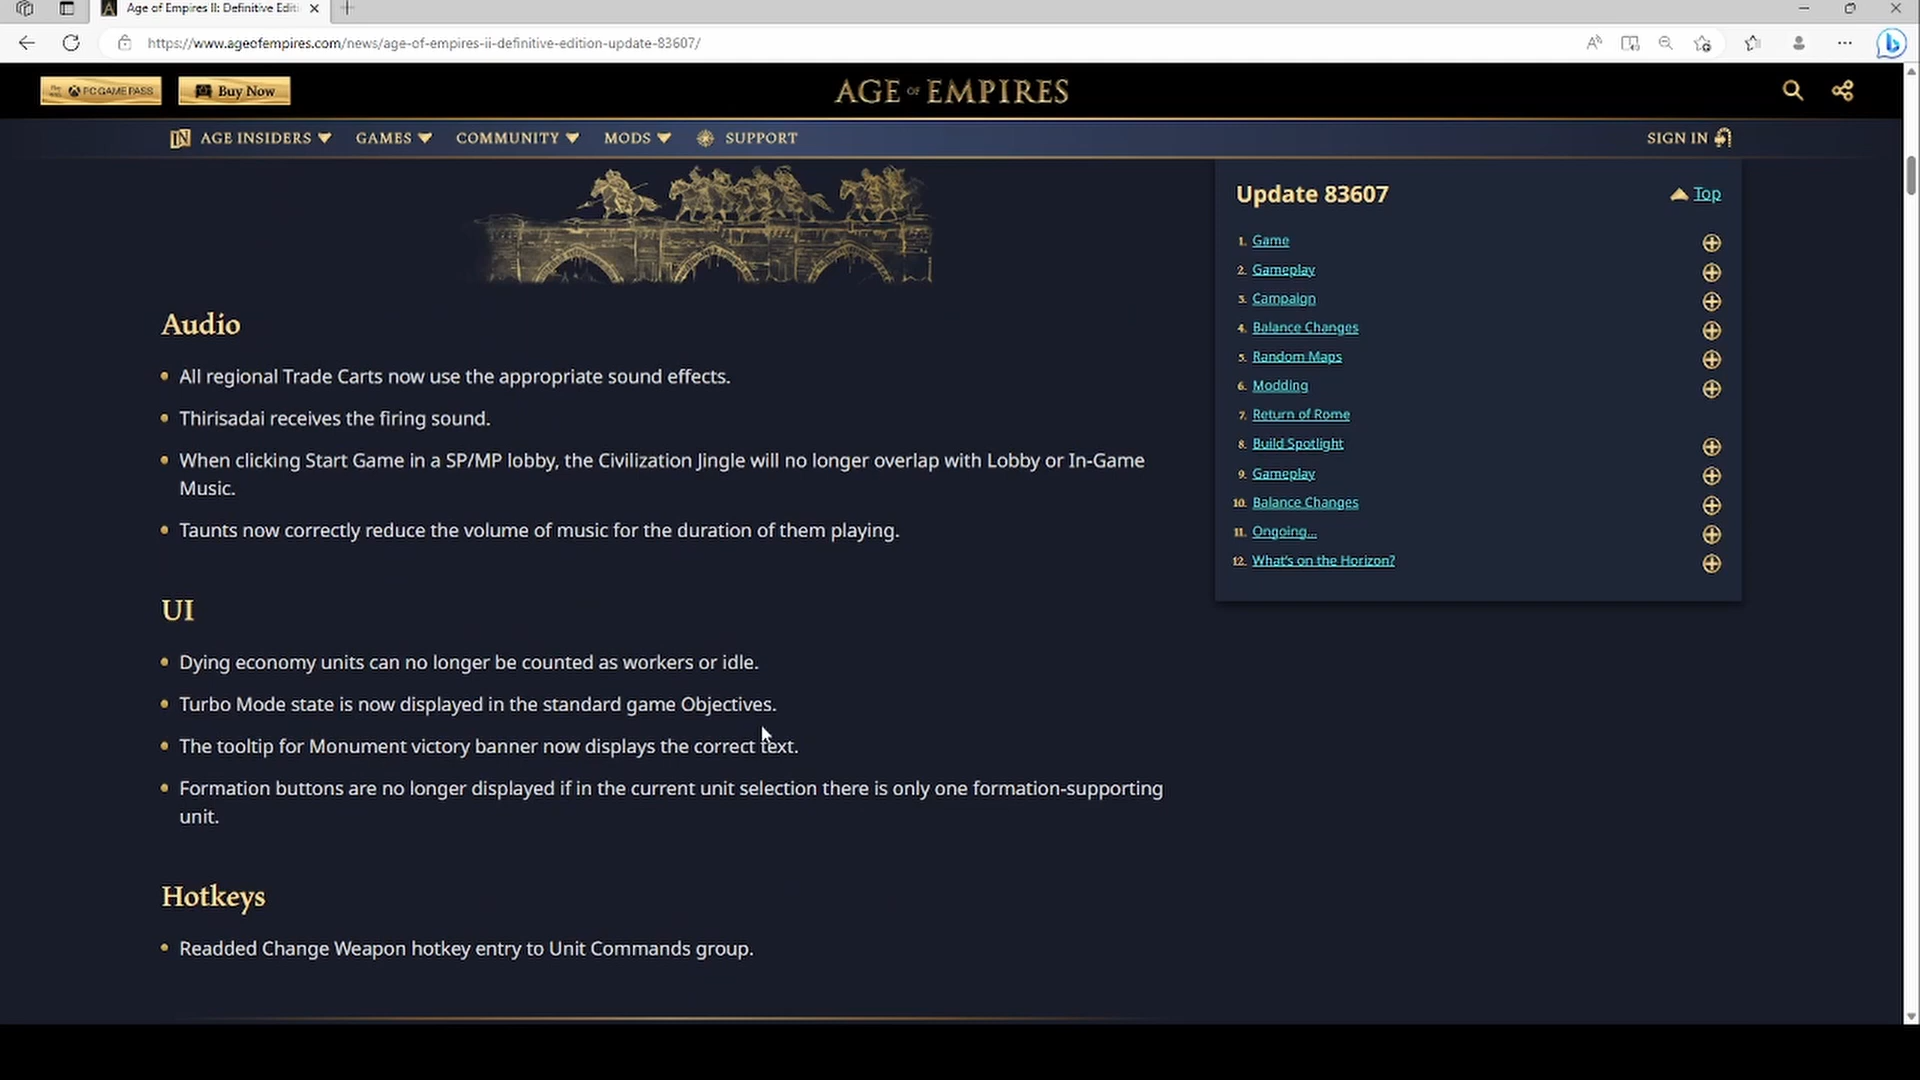 Age of Empires II: Definitive Editi
https://www.ageofempires.com/news/age-of-empires-ii-definitive-edition-update-83607/
PC GAME PASS
Buy Now
AGE OF EMPIRES
AGE INSIDERS
GAMES
COMMUNITY
MODS
SUPPORT
SIGN IN
Audio
All regional Trade Carts now use the appropriate sound effects.
Thirisadai receives the firing sound.
When clicking Start Game in a SP/MP lobby, the Civilization Jingle will no longer overlap with Lobby or In-Game
Music.
Taunts now correctly reduce the volume of music for the duration of them playing.
UI
Dying economy units can no longer be counted as workers or idle.
Turbo Mode state is now displayed in the standard game Objectives.
The tooltip for Monument victory banner now displays the correct text.
Formation buttons are no longer displayed if in the current unit selection there is only one formation-supporting
unit.
Hotkeys
Readded Change Weapon hotkey entry to Unit Commands group.
Update 83607
Top
1. Game
2. Gameplay
3. Campaign
4. Balance Changes
5. Random Maps
6. Modding
7. Return of Rome
8. Build Spotlight
9. Gameplay
10. Balance Changes
11. Ongoing...
12. What's on the Horizon?